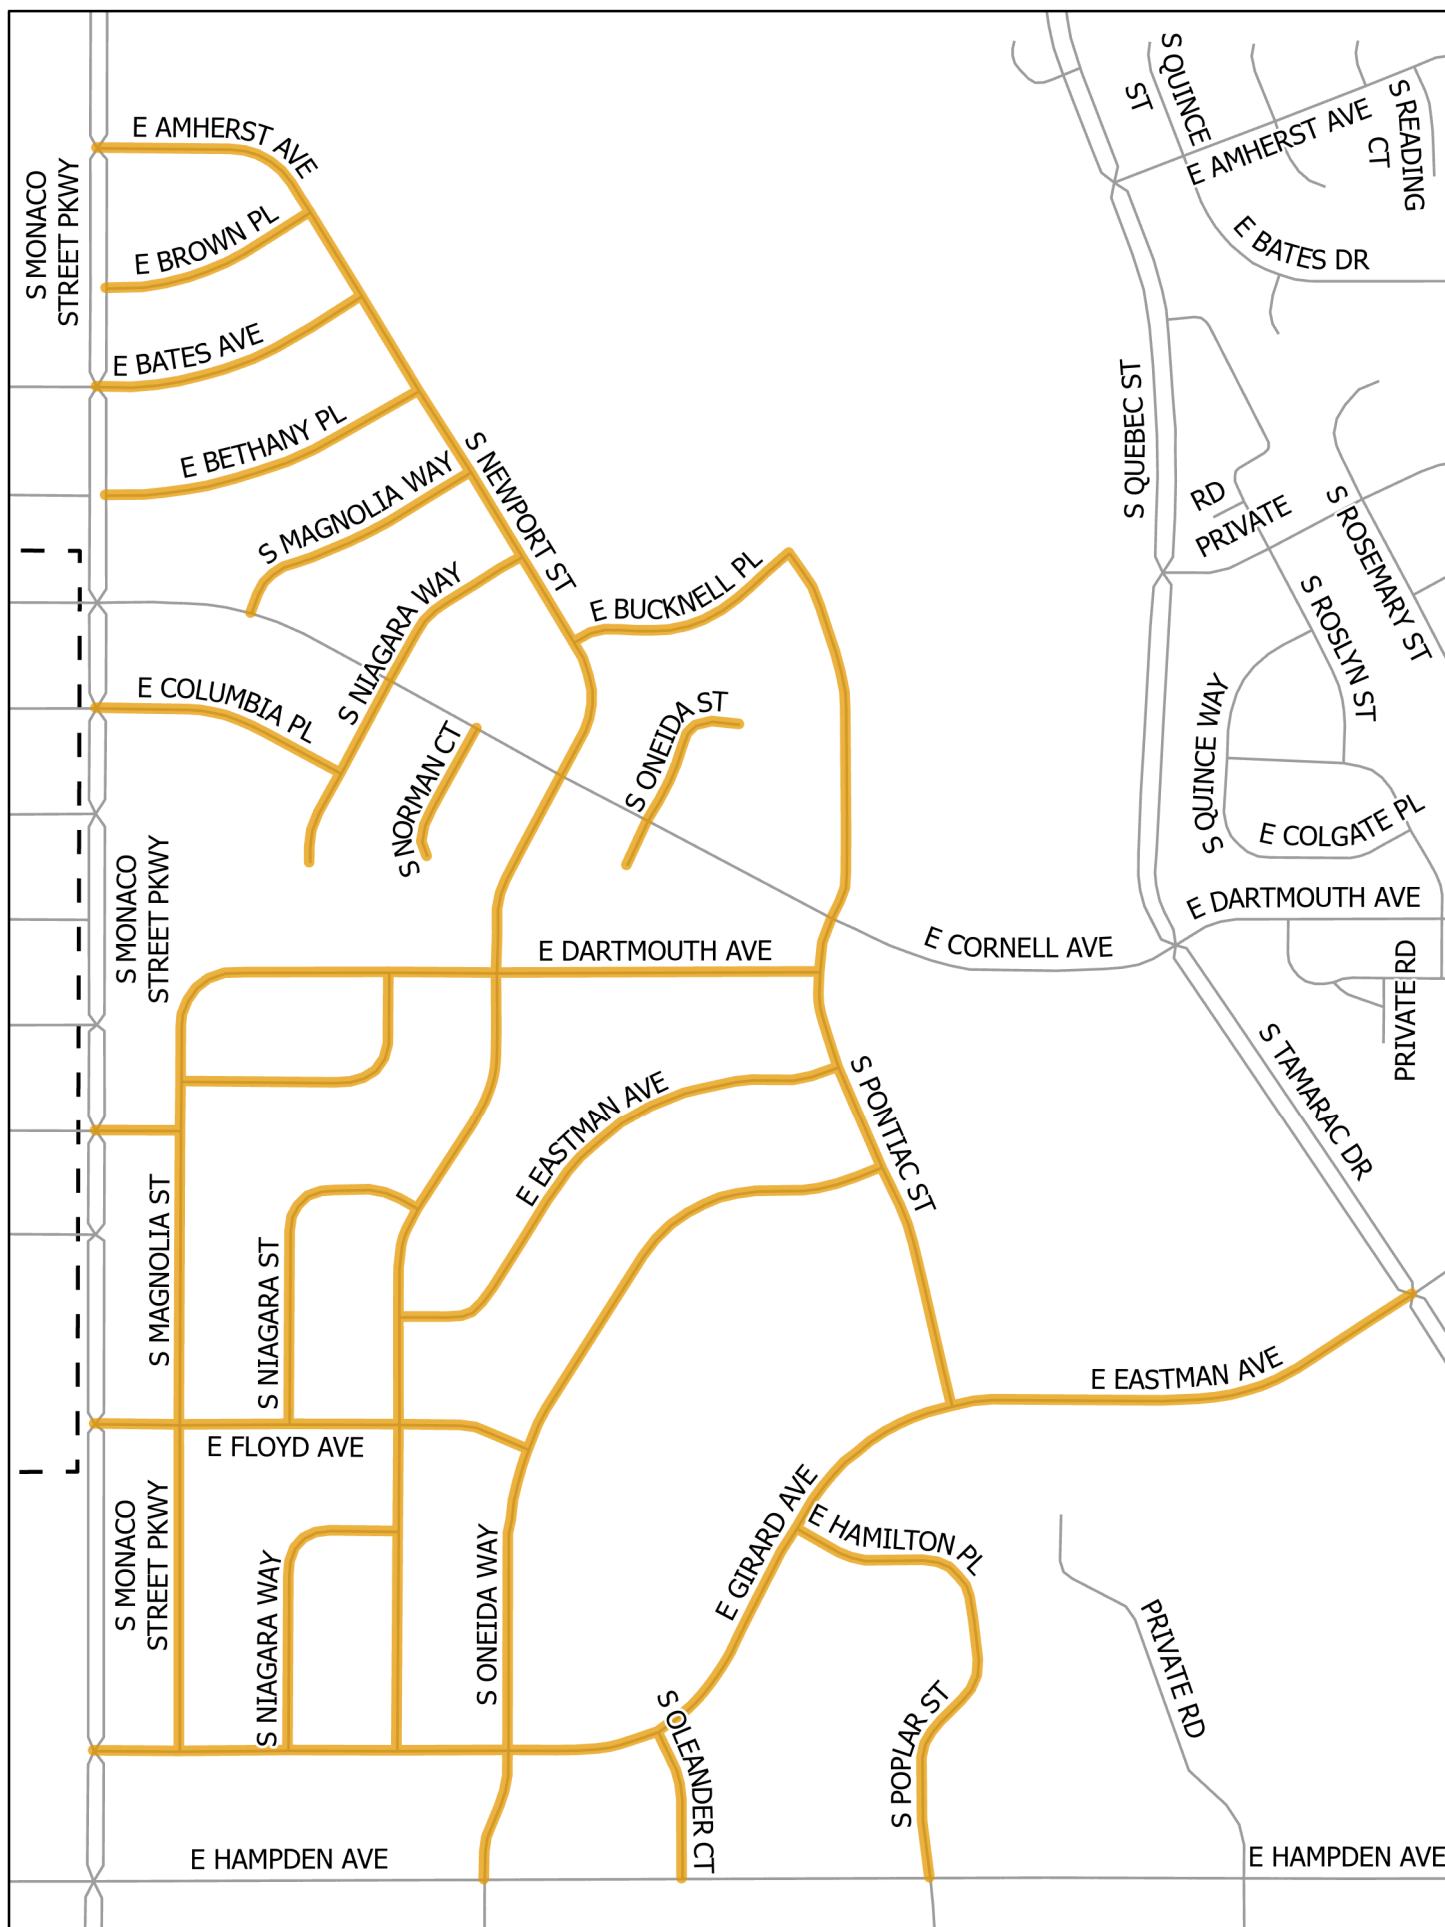 S QUINCE
ST
S READING
CT
E AMHERST AVE
E AMHERST AVE
S MONACO
STREET PKWY
E BROWN PL
E BATES DR
E BATES AVE
S QUEBEC ST
E BETHANY PL
S NEWPORT ST
S MAGNOLIA WAY
RD
PRIVATE
S ROSEMARY ST
E BUCKNELL PL
S NIAGARA WAY
S ROSLYN ST
E COLUMBIA PL
S ONEIDA ST
S QUINCE WAY
S NORMAN CT
E COLGATE PL
S MONACO
STREET PKWY
E DARTMOUTH AVE
E DARTMOUTH AVE
E CORNELL AVE
PRIVATE RD
S TAMARAC DR
S PONTIAC ST
E EASTMAN AVE
S MAGNOLIA ST
S NIAGARA ST
E EASTMAN AVE
E FLOYD AVE
S MONACO
STREET PKWY
E GIRARD AVE
E HAMILTON PL
S NIAGARA WAY
S ONEIDA WAY
PRIVATE RD
S OLEANDER CT
S POPLAR ST
E HAMPDEN AVE
E HAMPDEN AVE